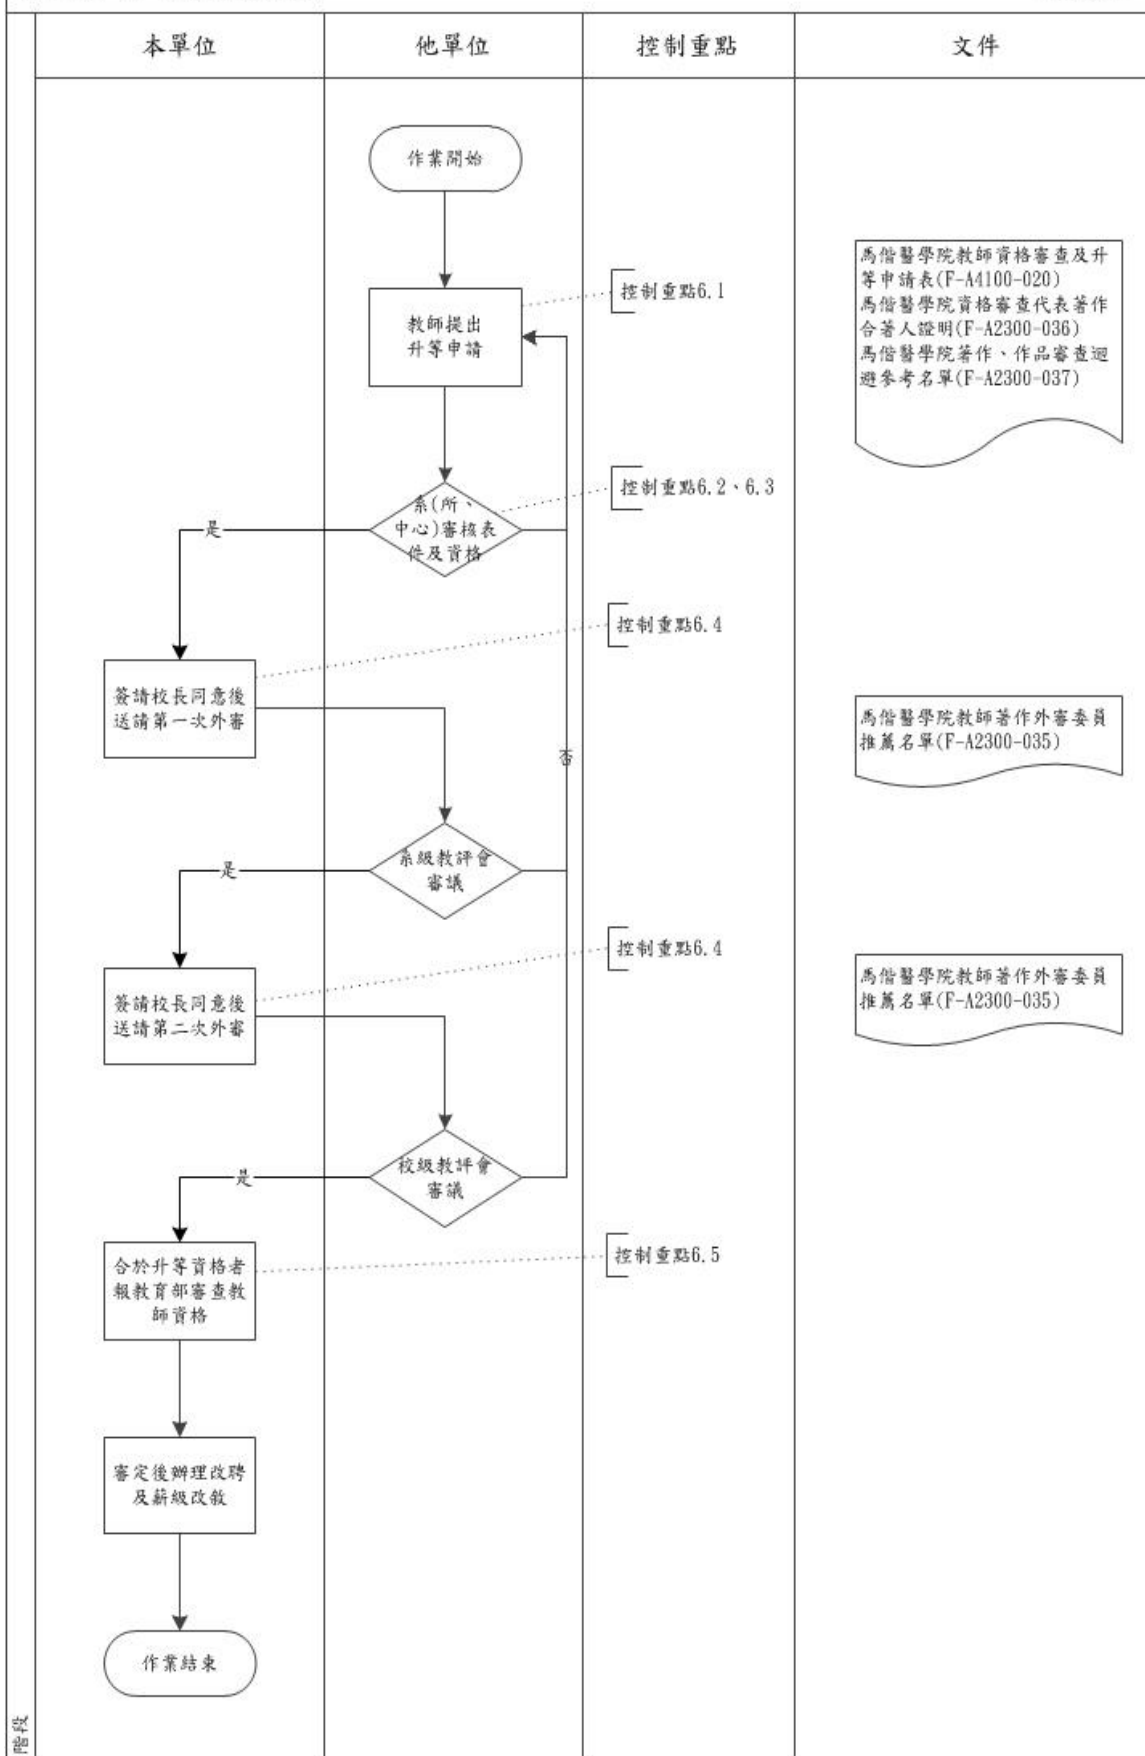 本單位
他單位
控制重點
文件
作業開始
教師提出
升等申請
控制重點6.1
馬偕醫學院教師資格審查及升
等申請表(F-A4100-020)
馬偕醫學院資格審查代表著作
合著人證明(F-A2300-036)
馬偕醫學院著作、作品審查迴
避參考名單(F-A2300-037)
系(所、
中心)審核表
件及資格
控制重點6.2、6.3
是
控制重點6.4
簽請校長同意後
送請第一次外審
馬偕醫學院教師著作外審委員
推薦名單(F-A2300-035)
否
系級教評會
審議
是
控制重點6.4
簽請校長同意後
送請第二次外審
馬偕醫學院教師著作外審委員
推薦名單(F-A2300-035)
校級教評會
審議
是
合於升等資格者
報教育部審查教
師資格
控制重點6.5
審定後辦理改聘
及薪級改敘
作業結束
階段